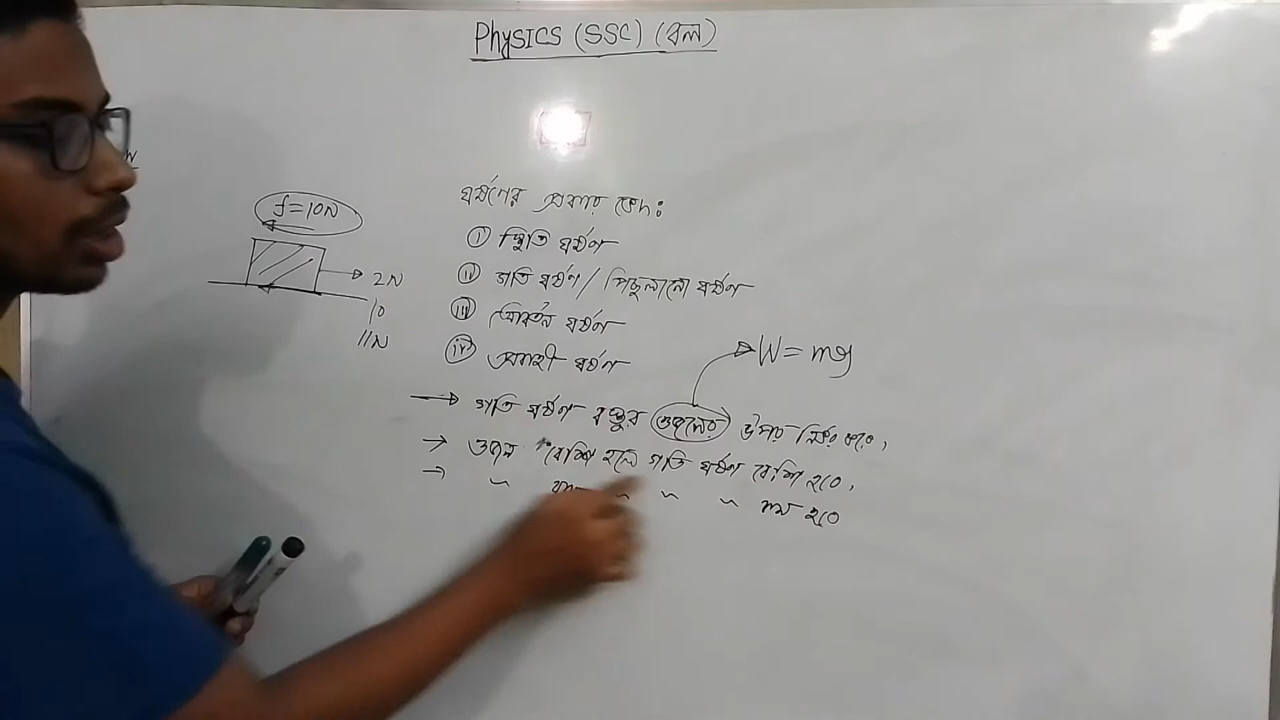 Physics (SSC) (বল)
ঘর্ষণের প্রকার ভেদ:
(i) স্থিতি ঘর্ষণ
(ii) গতি ঘর্ষণ / পিছলানো ঘর্ষণ
(iii) আবর্তন ঘর্ষণ
(iv) প্রবাহী ঘর্ষণ
f = 10N
2N
10
11N
W = mg
→ গতি ঘর্ষণ বস্তুর ওজনের উপর নির্ভর করে,
→ ওজন বেশি হলে গতি ঘর্ষণ বেশি হবে,
→ " " " " কম হবে